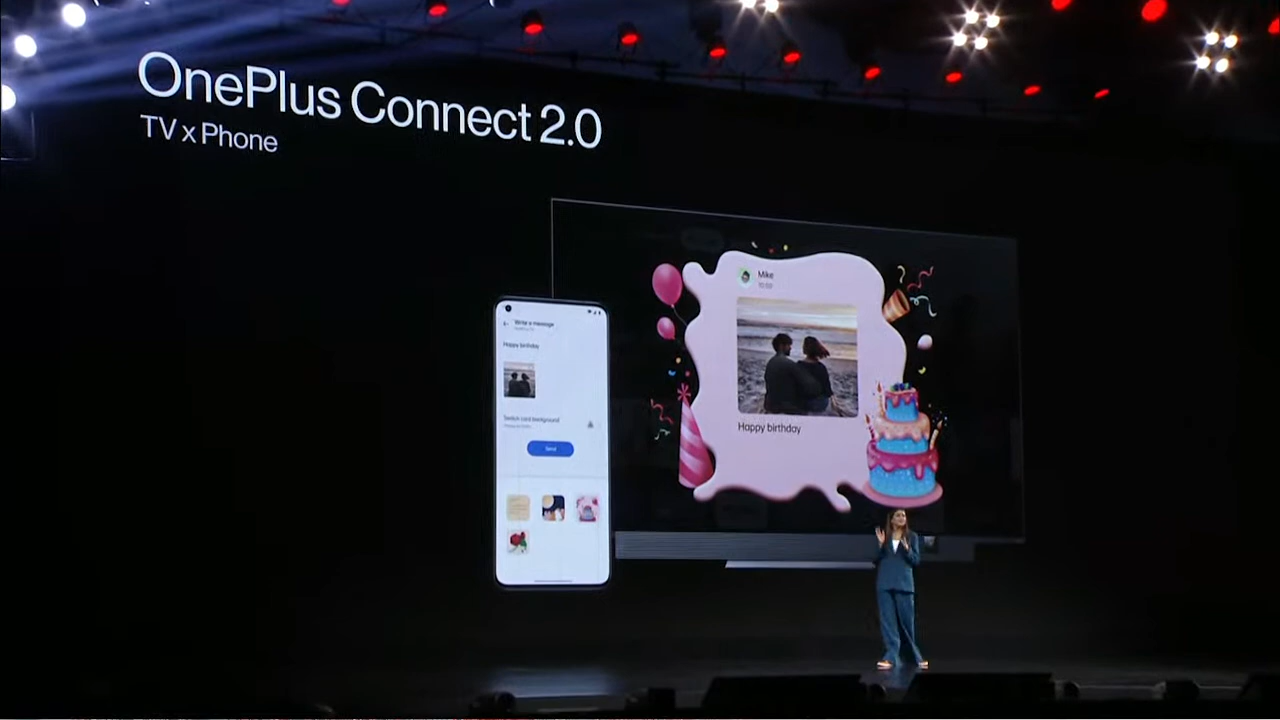 OnePlus Connect 2.0
TV x Phone
Mike
Happy birthday
Write a message
Happy birthday
Switch card background
Send